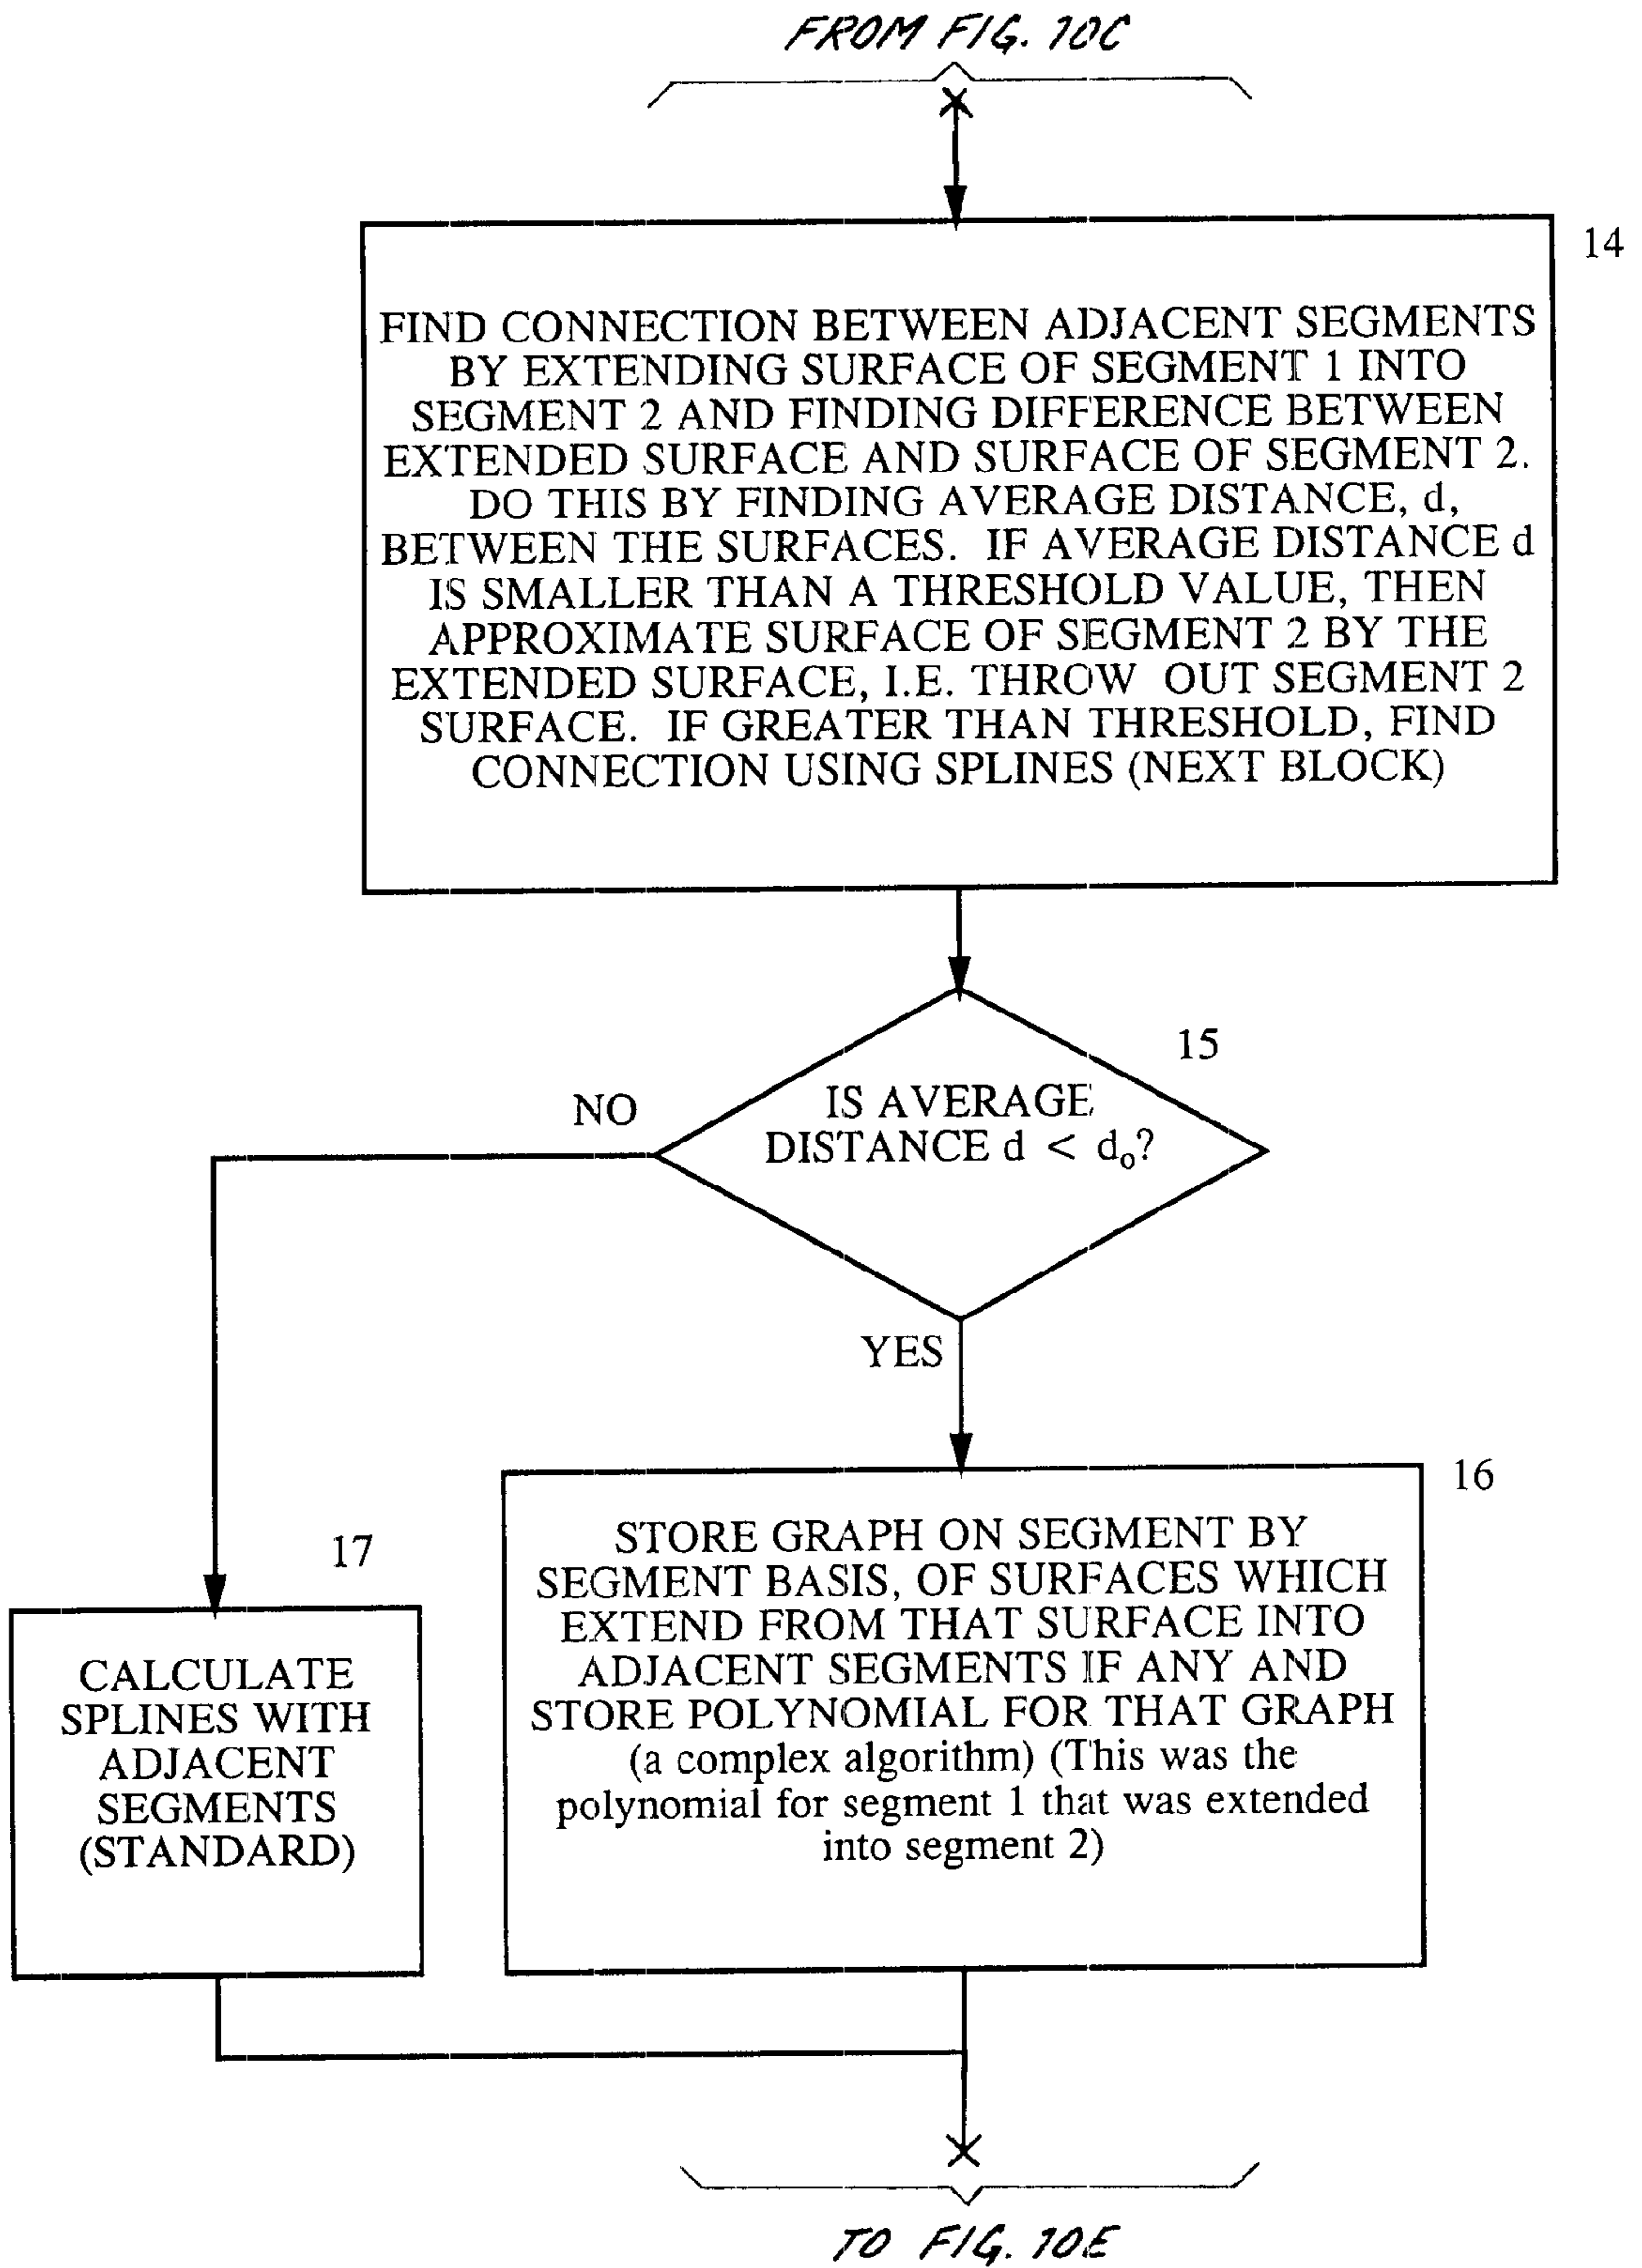 FROM FIG. 10C
14
FIND CONNECTION BETWEEN ADJACENT SEGMENTS
BY EXTENDING SURFACE OF SEGMENT 1 INTO
SEGMENT 2 AND FINDING DIFFERENCE BETWEEN
EXTENDED SURFACE AND SURFACE OF SEGMENT 2.
DO THIS BY FINDING AVERAGE DISTANCE, d,
BETWEEN THE SURFACES. IF AVERAGE DISTANCE d
IS SMALLER THAN A THRESHOLD VALUE, THEN
APPROXIMATE SURFACE OF SEGMENT 2 BY THE
EXTENDED SURFACE, I.E. THROW OUT SEGMENT 2
SURFACE. IF GREATER THAN THRESHOLD, FIND
CONNECTION USING SPLINES (NEXT BLOCK)
15
NO
IS AVERAGE
DISTANCE d < do?
YES
16
STORE GRAPH ON SEGMENT BY
SEGMENT BASIS, OF SURFACES WHICH
EXTEND FROM THAT SURFACE INTO
ADJACENT SEGMENTS IF ANY AND
STORE POLYNOMIAL FOR THAT GRAPH
(a complex algorithm) (This was the
polynomial for segment 1 that was extended
into segment 2)
17
CALCULATE
SPLINES WITH
ADJACENT
SEGMENTS
(STANDARD)
TO FIG. 10E